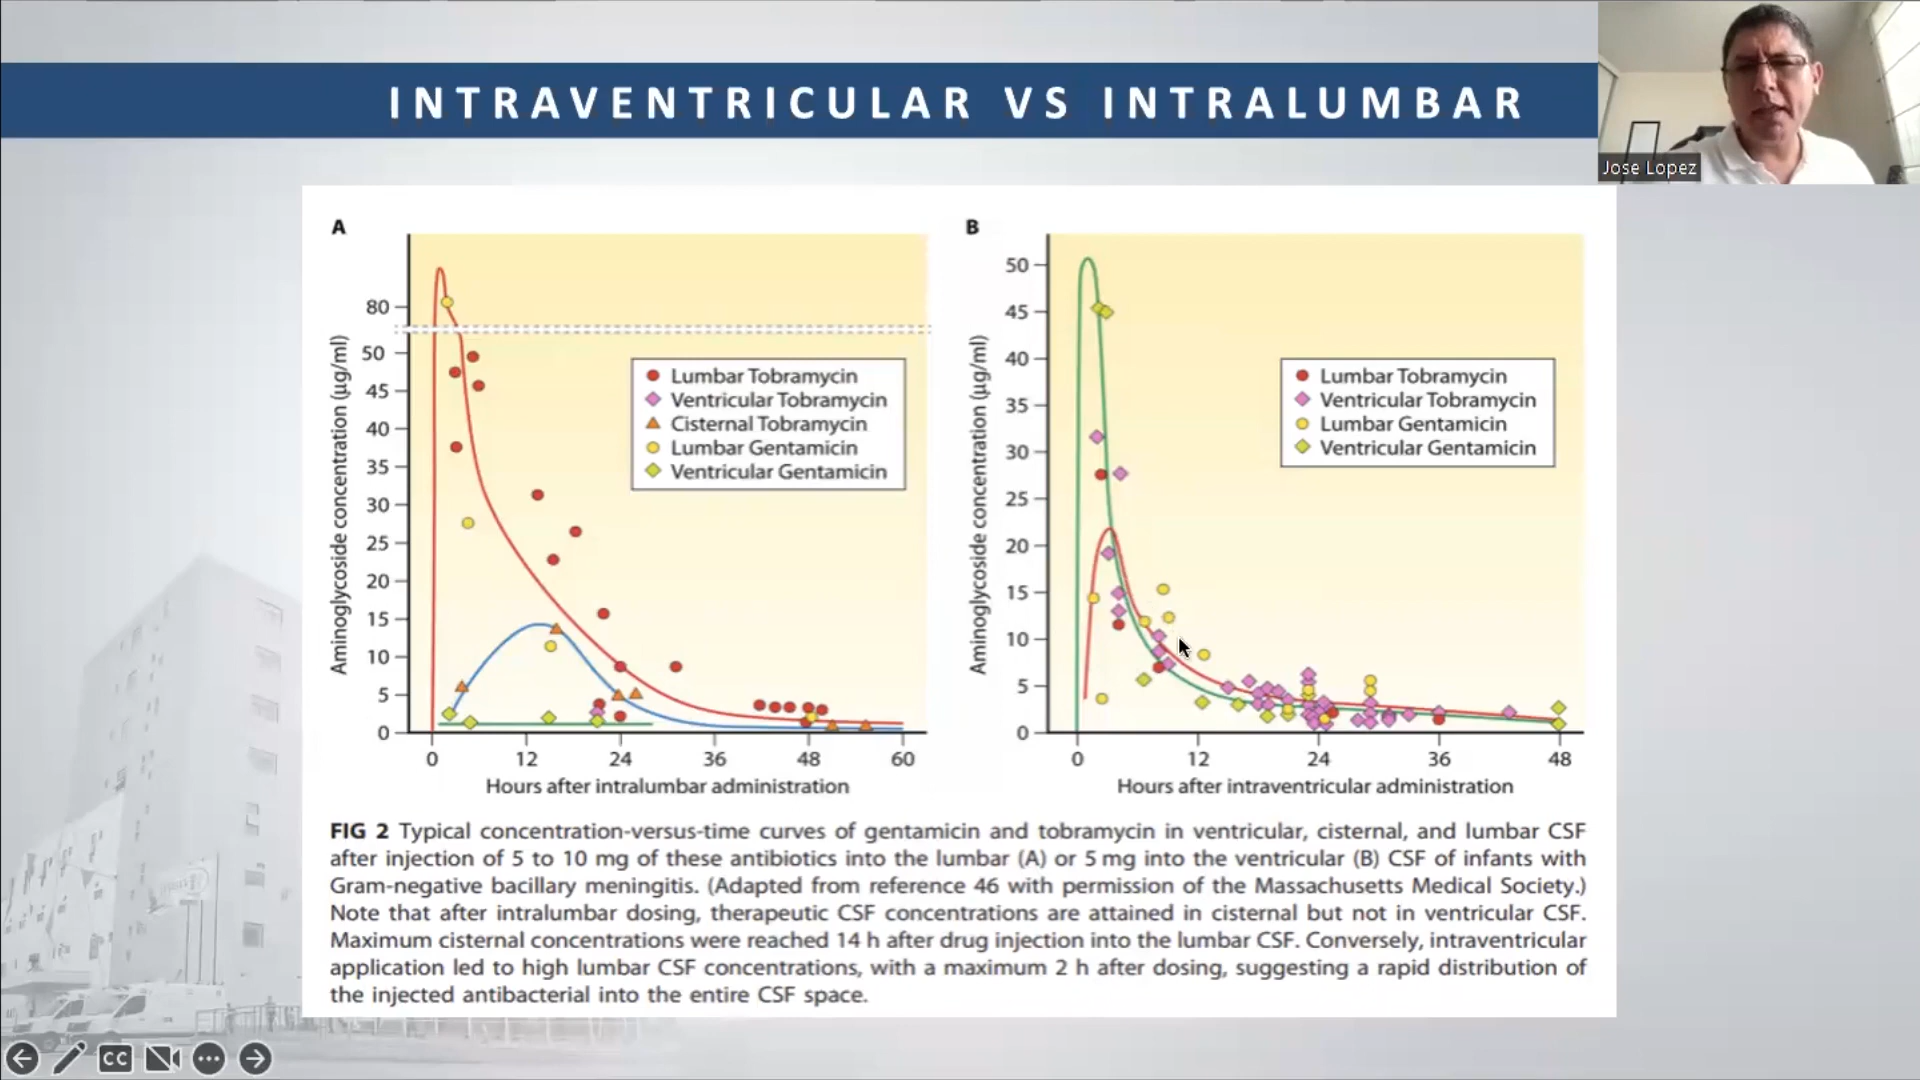 INTRAVENTRICULAR VS INTRALUMBAR
Jose Lopez
A
Aminoglycoside concentration (µg/ml)
80
50
45
40
35
30
25
20
15
10
5
0
Lumbar Tobramycin
Ventricular Tobramycin
Cisternal Tobramycin
Lumbar Gentamicin
Ventricular Gentamicin
0 12 24 36 48 60
Hours after intralumbar administration
B
Aminoglycoside concentration (µg/ml)
50
45
40
35
30
25
20
15
10
5
0
Lumbar Tobramycin
Ventricular Tobramycin
Lumbar Gentamicin
Ventricular Gentamicin
0 12 24 36 48
Hours after intraventricular administration
FIG 2 Typical concentration-versus-time curves of gentamicin and tobramycin in ventricular, cisternal, and lumbar CSF
after injection of 5 to 10 mg of these antibiotics into the lumbar (A) or 5 mg into the ventricular (B) CSF of infants with
Gram-negative bacillary meningitis. (Adapted from reference 46 with permission of the Massachusetts Medical Society.)
Note that after intralumbar dosing, therapeutic CSF concentrations are attained in cisternal but not in ventricular CSF.
Maximum cisternal concentrations were reached 14 h after drug injection into the lumbar CSF. Conversely, intraventricular
application led to high lumbar CSF concentrations, with a maximum 2 h after dosing, suggesting a rapid distribution of
the injected antibacterial into the entire CSF space.
CC